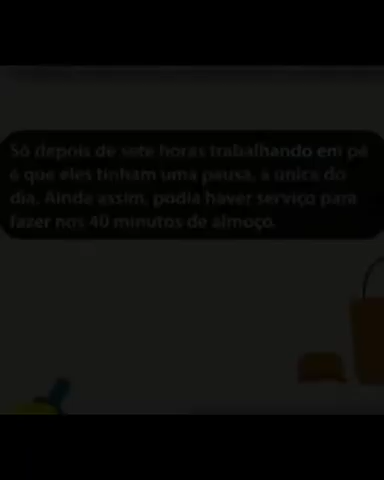 Só depois de sete horas trabalhando em pé
é que eles tinham uma pausa, a única do
dia. Ainda assim, podia haver serviço para
fazer nos 40 minutos de almoço.